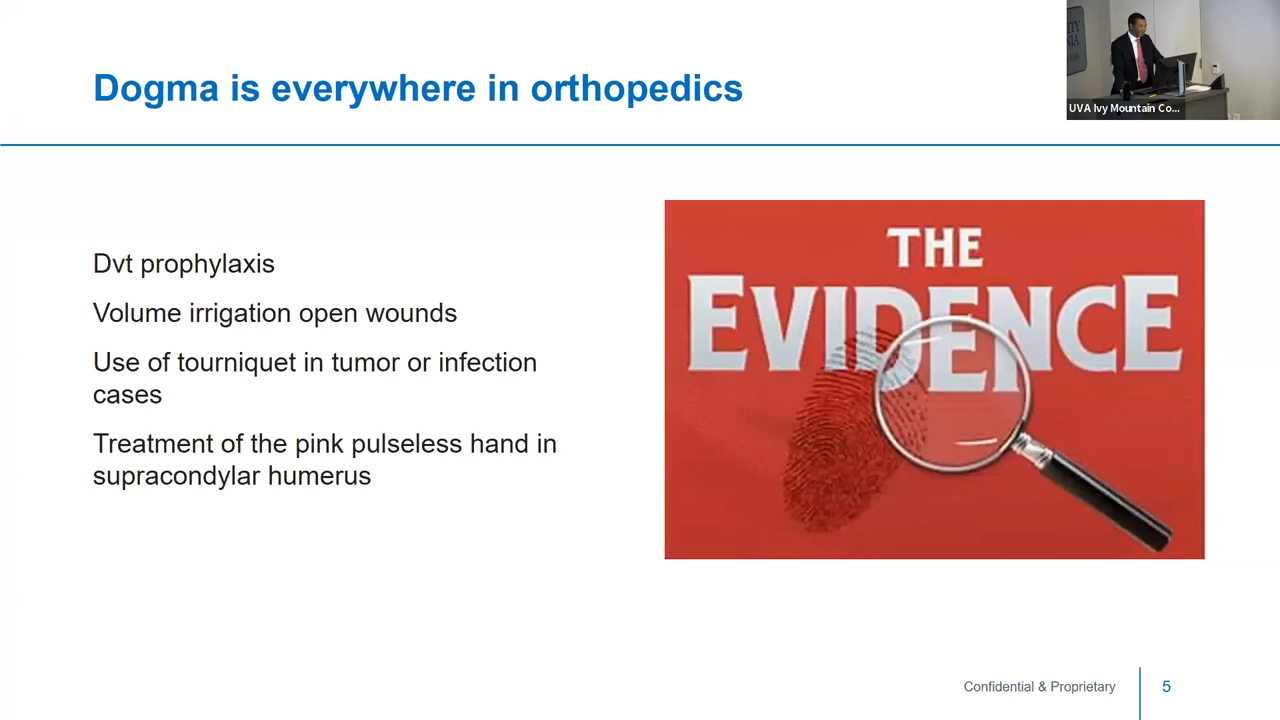 Dogma is everywhere in orthopedics
UVA Ivy Mountain Co...
Dvt prophylaxis
Volume irrigation open wounds
Use of tourniquet in tumor or infection
cases
Treatment of the pink pulseless hand in
supracondylar humerus
THE
EVIDENCE
Confidential & Proprietary
5